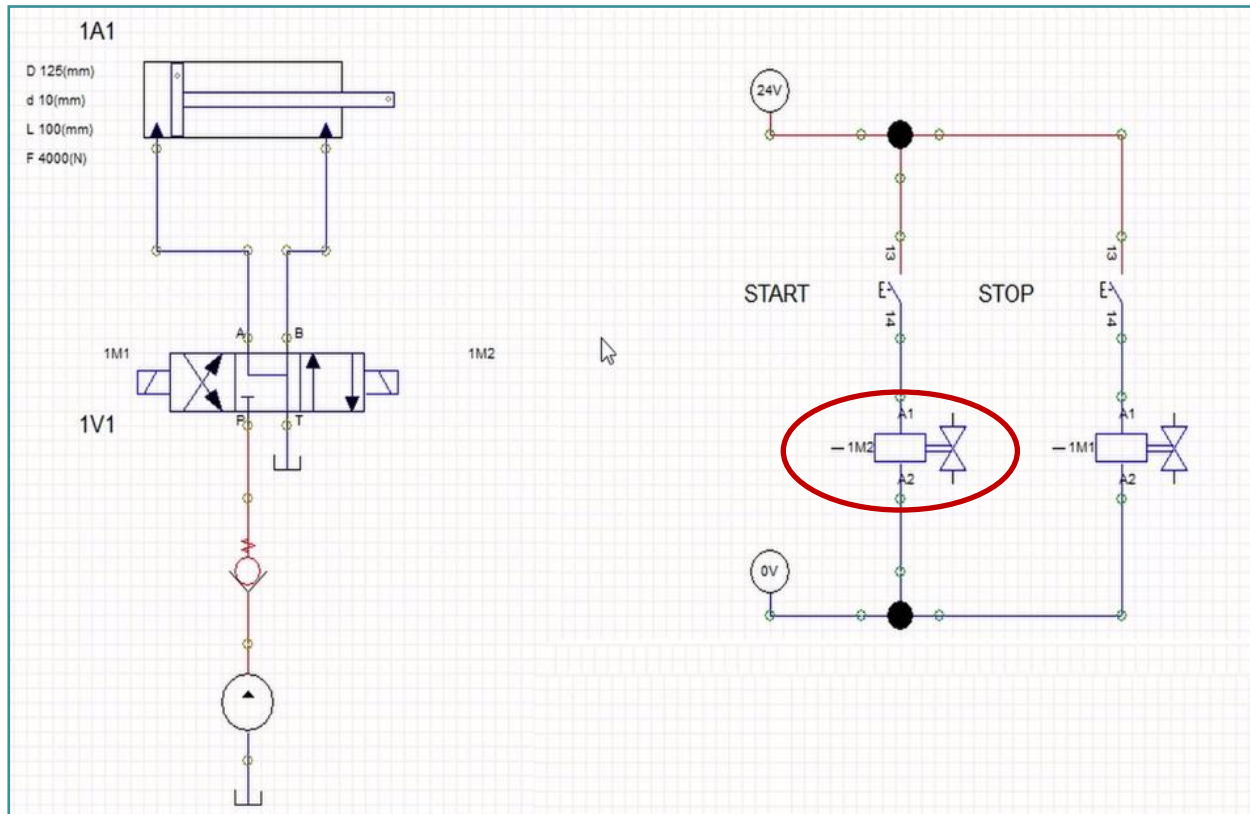 1A1
D 125(mm)
d 10(mm)
L 100(mm)
F 4000(N)
24V
13
13
START
E
STOP
E
14
14
A
B
1M1
1M2
P
T
1V1
A1
A1
1M2
1M1
A2
A2
0V